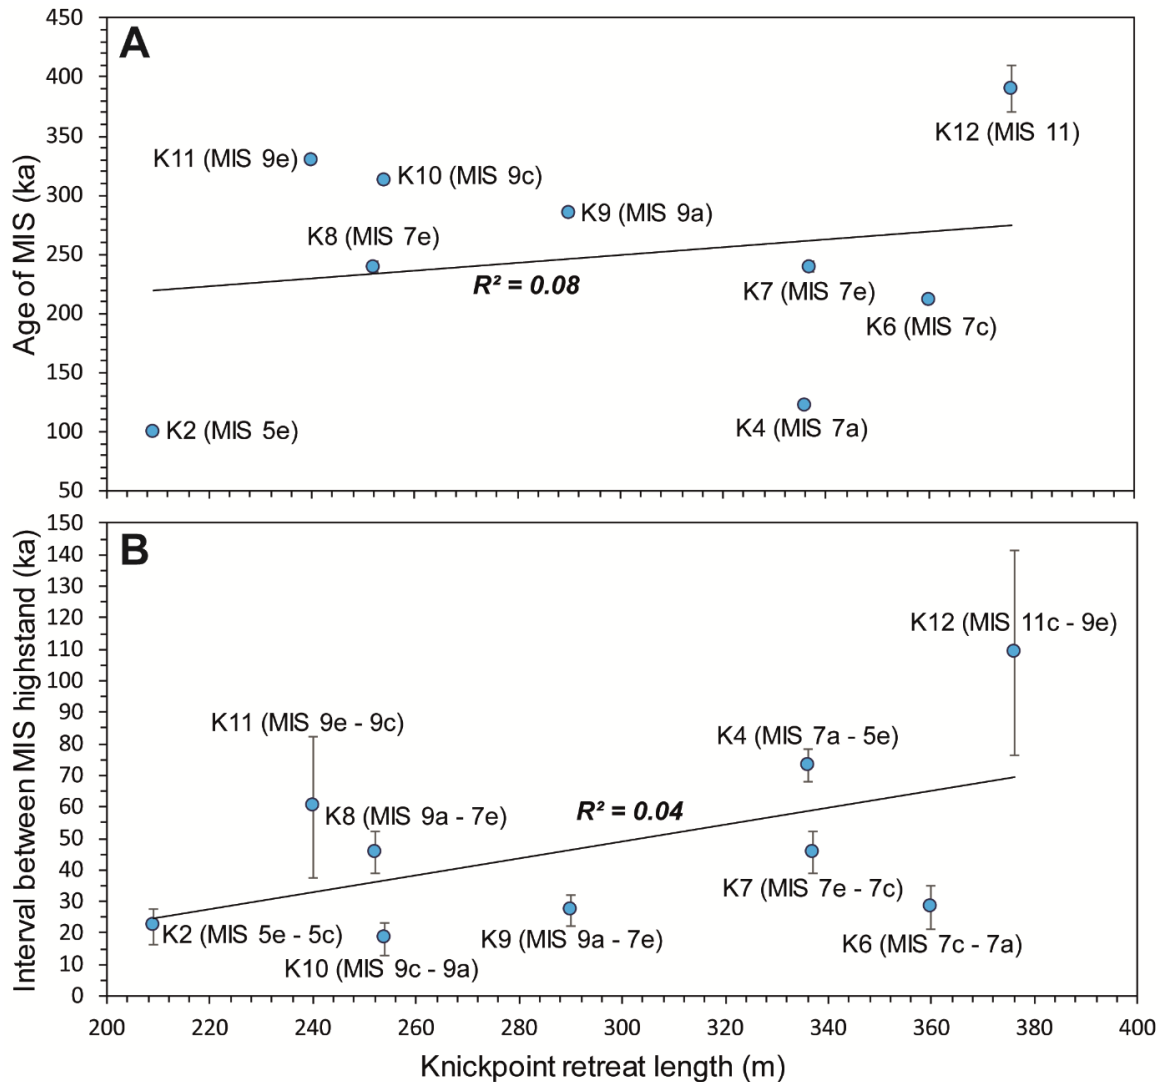 A
Age of MIS (ka)
450
400
350
300
250
200
150
100
50
K12 (MIS 11)
K11 (MIS 9e)
K10 (MIS 9c)
K9 (MIS 9a)
K8 (MIS 7e)
R² = 0.08
K7 (MIS 7e)
K6 (MIS 7c)
K4 (MIS 7a)
K2 (MIS 5e)
B
Interval between MIS highstand (ka)
150
140
130
120
110
100
90
80
70
60
50
40
30
20
10
0
K12 (MIS 11c - 9e)
K11 (MIS 9e - 9c)
K4 (MIS 7a - 5e)
K8 (MIS 9a - 7e)
R² = 0.04
K7 (MIS 7e - 7c)
K2 (MIS 5e - 5c)
K9 (MIS 9a - 7e)
K6 (MIS 7c - 7a)
K10 (MIS 9c - 9a)
200 220 240 260 280 300 320 340 360 380 400
Knickpoint retreat length (m)